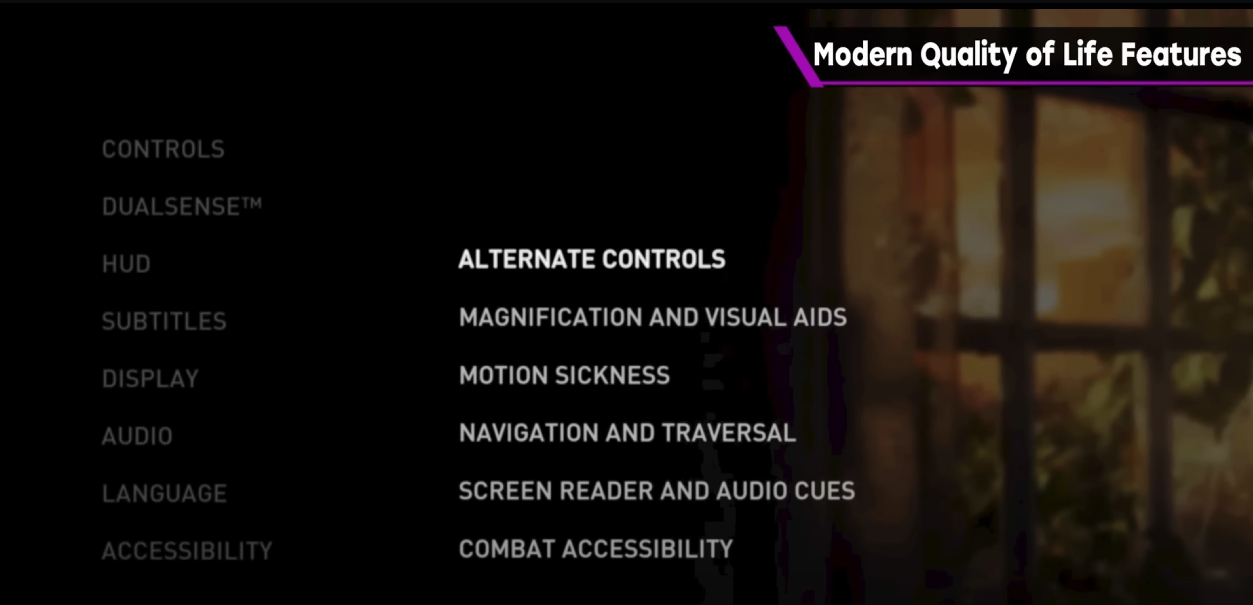 Modern Quality of Life Features
CONTROLS
DUALSENSE™
HUD
SUBTITLES
DISPLAY
AUDIO
LANGUAGE
ACCESSIBILITY
ALTERNATE CONTROLS
MAGNIFICATION AND VISUAL AIDS
MOTION SICKNESS
NAVIGATION AND TRAVERSAL
SCREEN READER AND AUDIO CUES
COMBAT ACCESSIBILITY